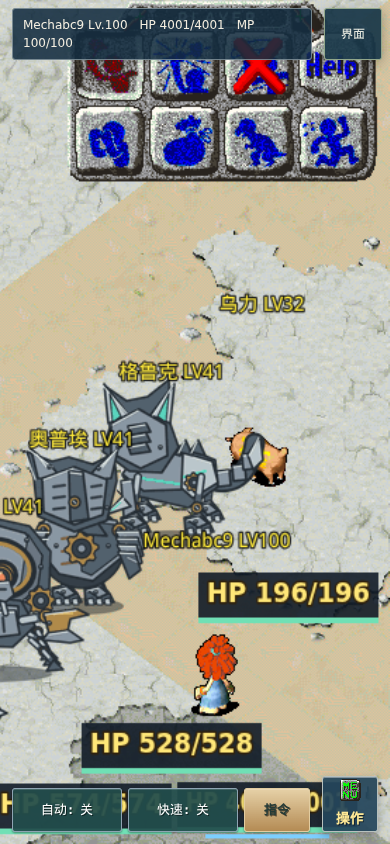 Mechabc9 Lv.100 HP 4001/4001 MP
100/100
界面
Help
乌力 LV32
格鲁克 LV41
奥普埃 LV41
LV41
Mechabc9 LV100
HP 196/196
HP 528/528
自动：关
快速：关
指令
操作